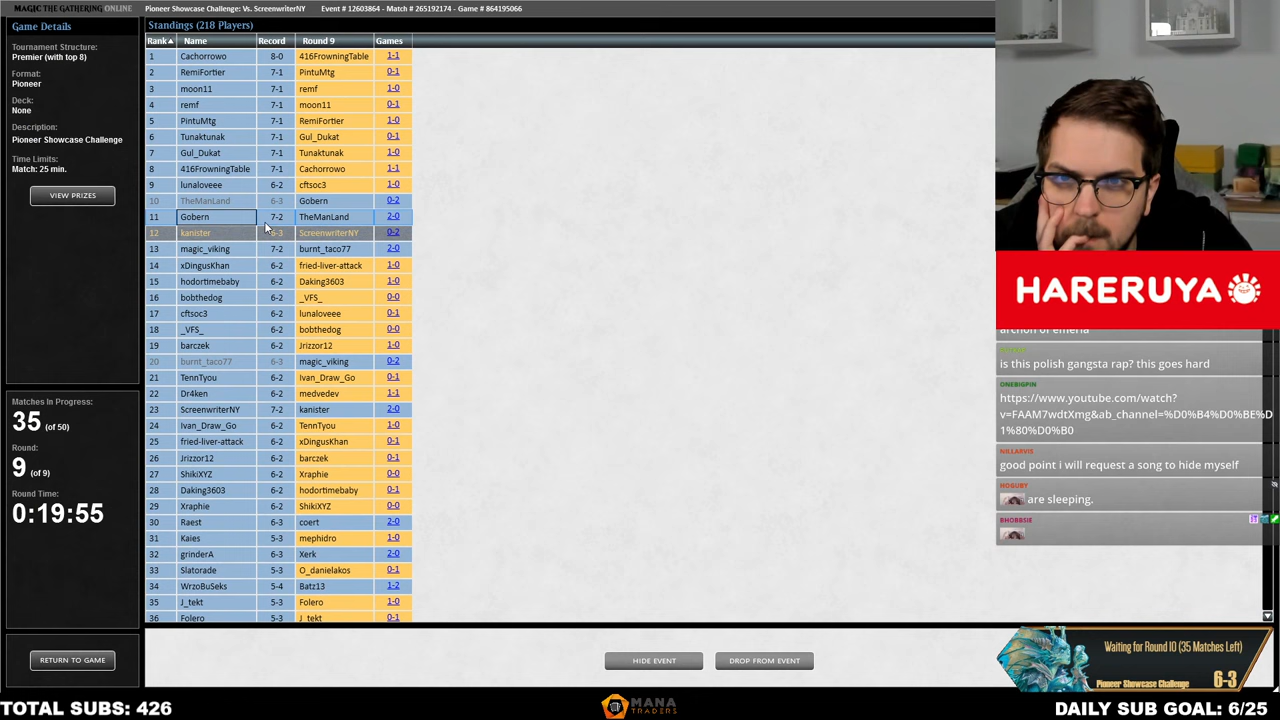 MAGIC THE GATHERING ONLINE
Pioneer Showcase Challenge: Vs. ScreenwriterNY Event # 12603864 - Match # 265192174 - Game # 864195066
Game Details
Tournament Structure:
Premier (with top 8)
Format:
Pioneer
Deck:
None
Description:
Pioneer Showcase Challenge
Time Limits:
Match: 25 min.
VIEW PRIZES
Matches In Progress:
35 (of 50)
Round:
9 (of 9)
Round Time:
0:19:55
RETURN TO GAME
Standings (218 Players)
Rank Name Record Round 9 Games
1 Cachorrowo 8-0 416FrowningTable 1-1
2 RemiFortier 7-1 PintuMtg 0-1
3 moon11 7-1 remf 1-0
4 remf 7-1 moon11 0-1
5 PintuMtg 7-1 RemiFortier 1-0
6 Tunaktunak 7-1 Gul_Dukat 0-1
7 Gul_Dukat 7-1 Tunaktunak 1-0
8 416FrowningTable 7-1 Cachorrowo 1-1
9 lunaloveee 6-2 cftsoc3 1-0
10 TheManLand 6-3 Gobern 0-2
11 Gobern 7-2 TheManLand 2-0
12 kanister 6-3 ScreenwriterNY 0-2
13 magic_viking 7-2 burnt_taco77 2-0
14 xDingusKhan 6-2 fried-liver-attack 1-0
15 hodortimebaby 6-2 Daking3603 1-0
16 bobthedog 6-2 _VFS_ 0-0
17 cftsoc3 6-2 lunaloveee 0-1
18 _VFS_ 6-2 bobthedog 0-0
19 barczek 6-2 Jrizzor12 1-0
20 burnt_taco77 6-3 magic_viking 0-2
21 TennTyou 6-2 Ivan_Draw_Go 0-1
22 Dr4ken 6-2 medvedev 1-1
23 ScreenwriterNY 7-2 kanister 2-0
24 Ivan_Draw_Go 6-2 TennTyou 1-0
25 fried-liver-attack 6-2 xDingusKhan 0-1
26 Jrizzor12 6-2 barczek 0-1
27 ShikiXYZ 6-2 Xraphie 0-0
28 Daking3603 6-2 hodortimebaby 0-1
29 Xraphie 6-2 ShikiXYZ 0-0
30 Raest 6-3 coert 2-0
31 Kaies 5-3 mephidro 1-0
32 grinderA 6-3 Xerk 2-0
33 Slatorade 5-3 O_danielakos 0-1
34 WrzoBuSeks 5-4 Batz13 1-2
35 J_tekt 5-3 Folero 1-0
36 Folero 5-3 J_tekt 0-1
HIDE EVENT DROP FROM EVENT
HARERUYA
archon of emeria
is this polish gangsta rap? this goes hard
ONEBIGPIN
https://www.youtube.com/watch?
v=FAAM7wdtXmg&ab_channel=%D0%B4%D0%BE%D
1%80%D0%B0
NILLARVIS
good point i will request a song to hide myself
HOGUBY
are sleeping.
BHOBBSIE
Waiting for Round 10 (35 Matches Left)
Pioneer Showcase Challenge 6-3
TOTAL SUBS: 426
MANA
TRADERS
DAILY SUB GOAL: 6/25